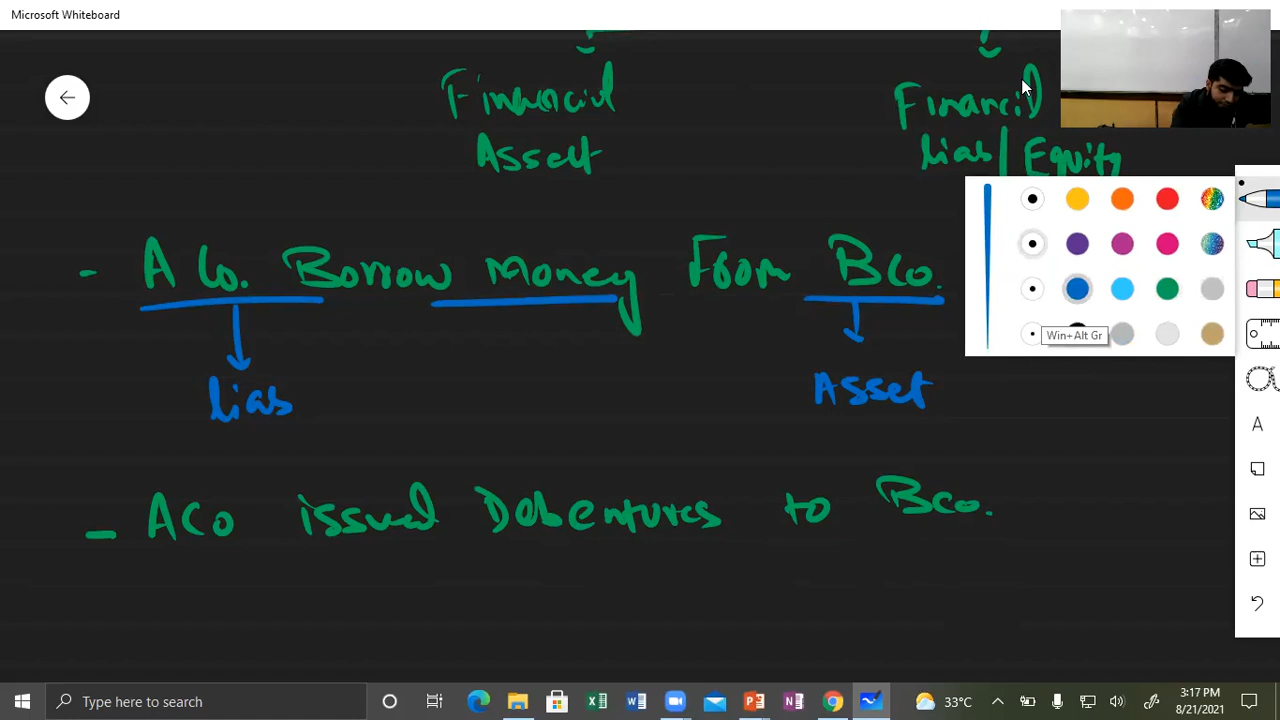 Microsoft Whiteboard
Financial
Asset
Financil
Liab/Equity
- A Co. Borrow Money From B Co.
Win+Alt Gr
Liab
Asset
- A Co issued Debentures to B Co.
A
Type here to search
33°C
3:17 PM
8/21/2021